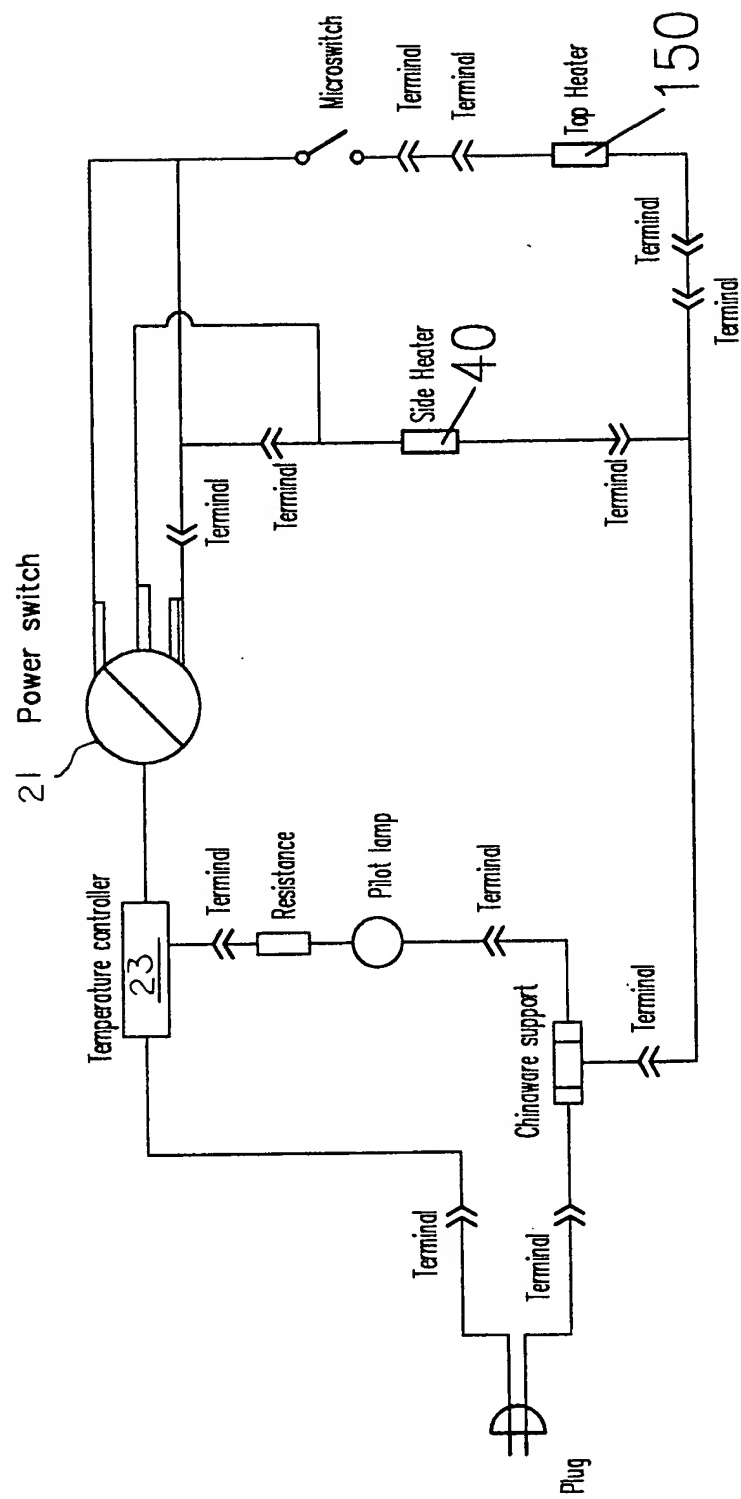 21 Power switch
Temperature controller
23
Terminal
Terminal
Resistance
Terminal
Microswitch
Pilot lamp
Terminal
Terminal
Side Heater
Terminal
40
Terminal
Terminal
Chinaware support
Plug
Top Heater
Terminal
Terminal
Terminal
150
Terminal